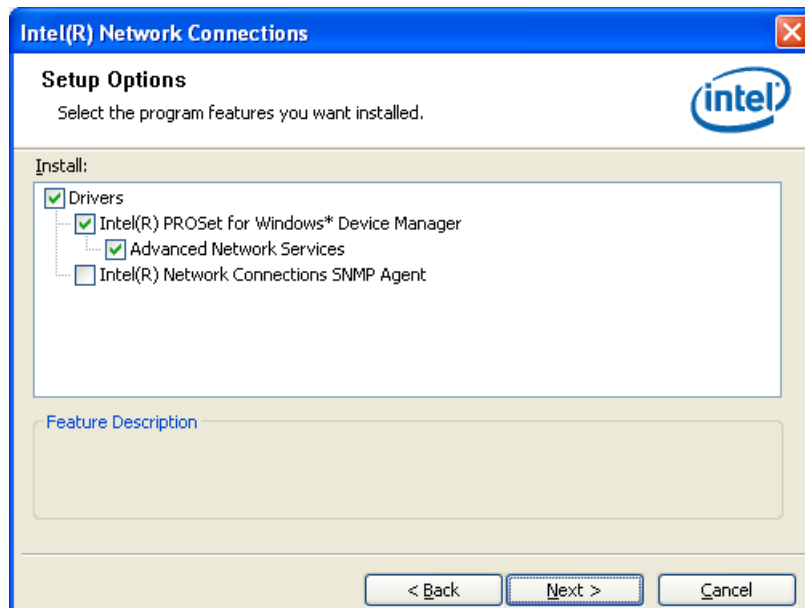 Intel(R) Network Connections
Setup Options
Select the program features you want installed.
intel
Install:
Drivers
Intel(R) PROSet for Windows* Device Manager
Advanced Network Services
Intel(R) Network Connections SNMP Agent
Feature Description
< Back
Next >
Cancel